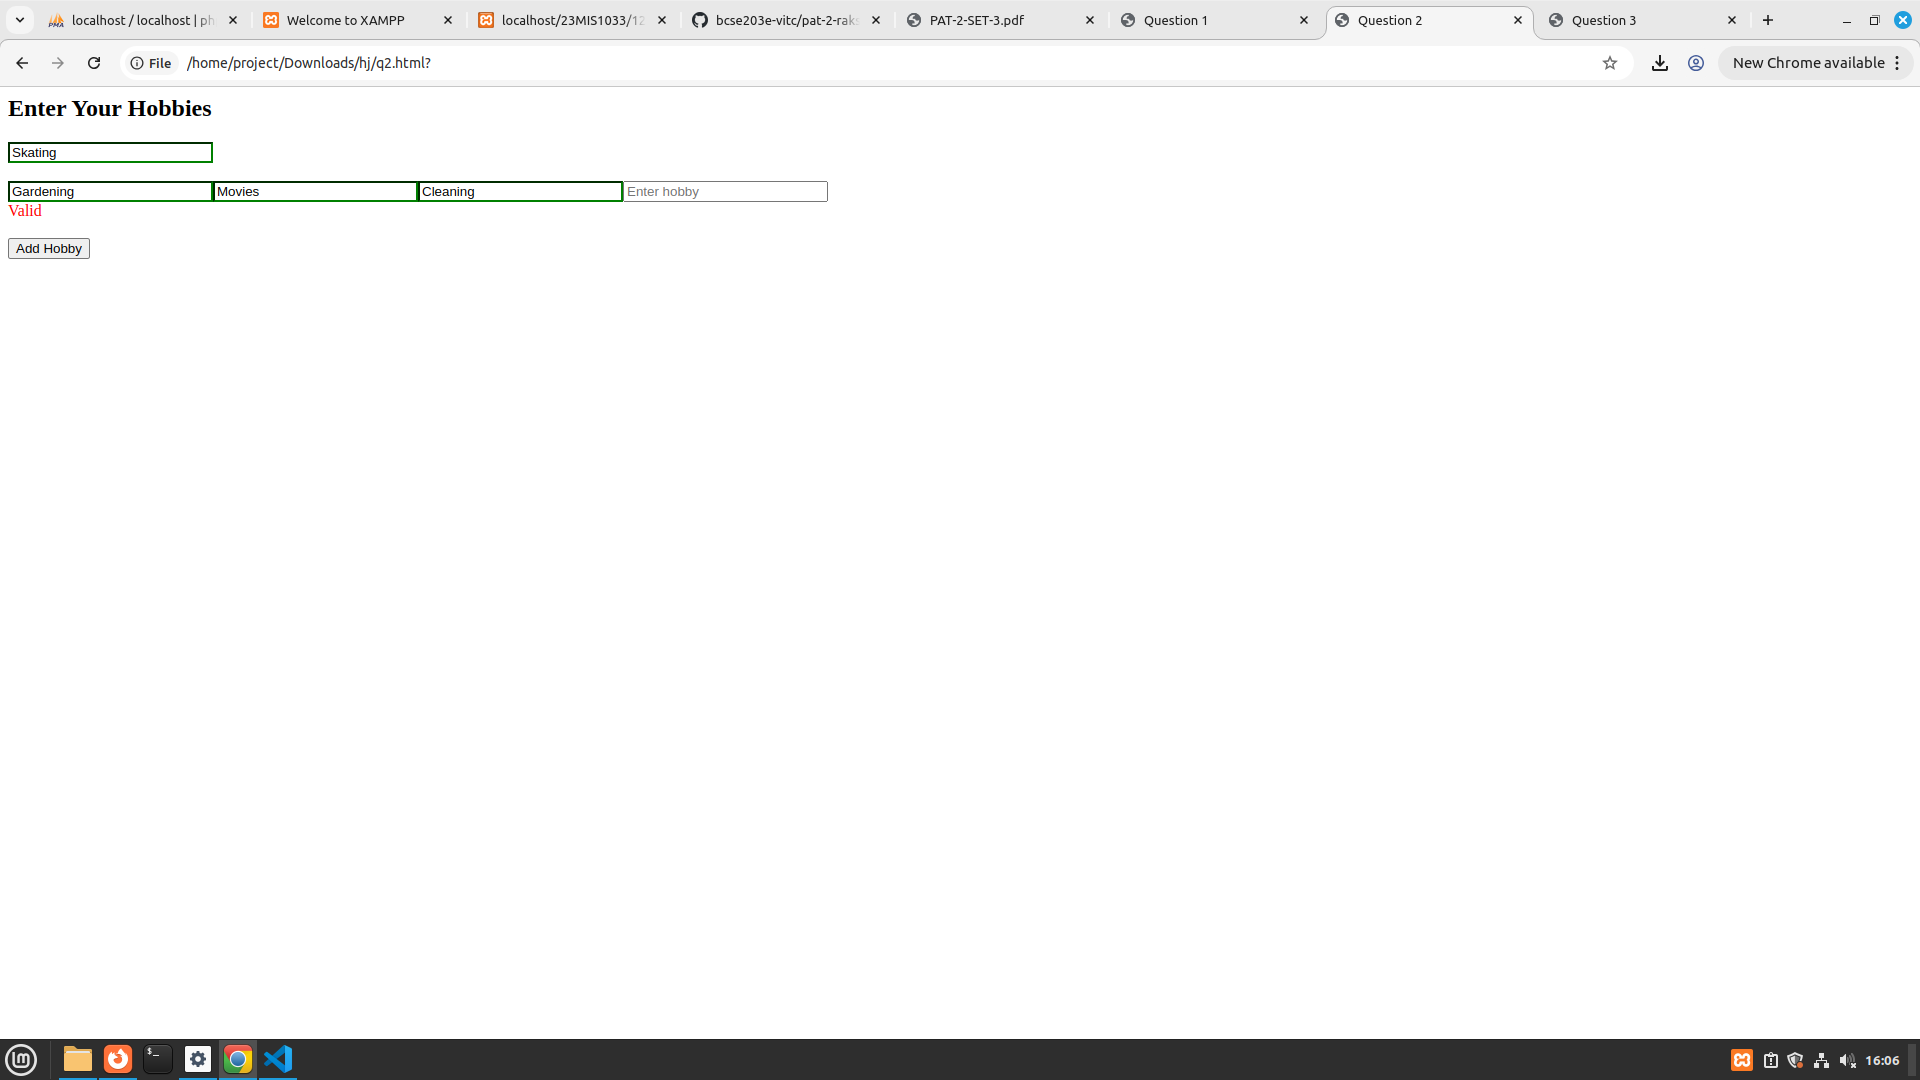 localhost / localhost | ph
Welcome to XAMPP
localhost/23MIS1033/12
bcse203e-vitc/pat-2-raks
PAT-2-SET-3.pdf
Question 1
Question 2
Question 3
File /home/project/Downloads/hj/q2.html?
New Chrome available
Enter Your Hobbies
Skating
Gardening Movies Cleaning Enter hobby
Valid
Add Hobby
16:06